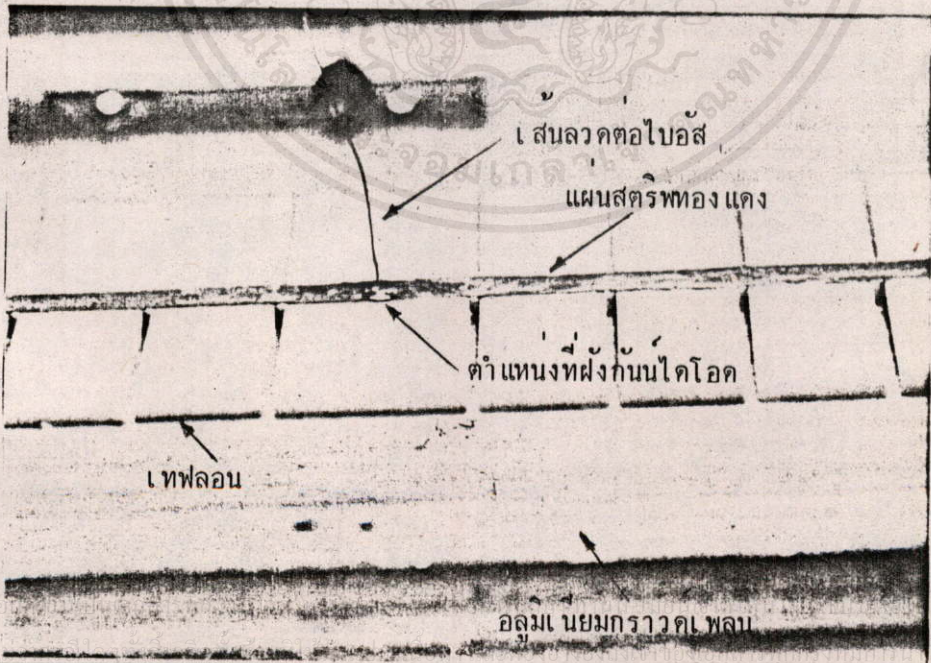 เส้นลวดต่อไบอัส
แผ่นสตริพทองแดง
ตำแหน่งที่ฝังกันนไดโอด
เทฟลอน
อลูมิเนียมกราวด์เพลน